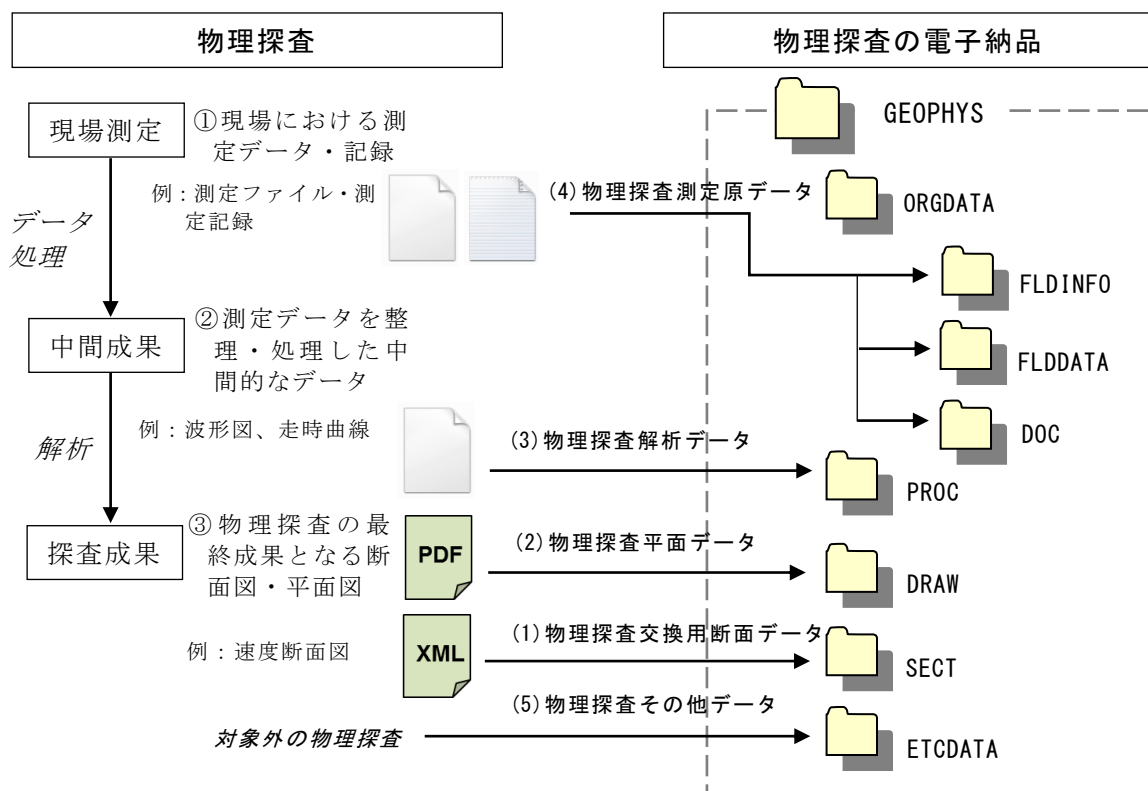 物理探査
物理探査の電子納品
現場測定
①現場における測
定データ・記録
例：測定ファイル・測
定記録
データ
処理
中間成果
②測定データを整
理・処理した中
間的なデータ
例：波形図、走時曲線
解析
探査成果
③物理探査の最
終成果となる断
面図・平面図
PDF
例：速度断面図
XML
対象外の物理探査
(4)物理探査測定原データ
(3)物理探査解析データ
(2)物理探査平面データ
(1)物理探査交換用断面データ
(5)物理探査その他データ
GEOPHYS
ORGDATA
FLDINFO
FLDDATA
DOC
PROC
DRAW
SECT
ETCDATA